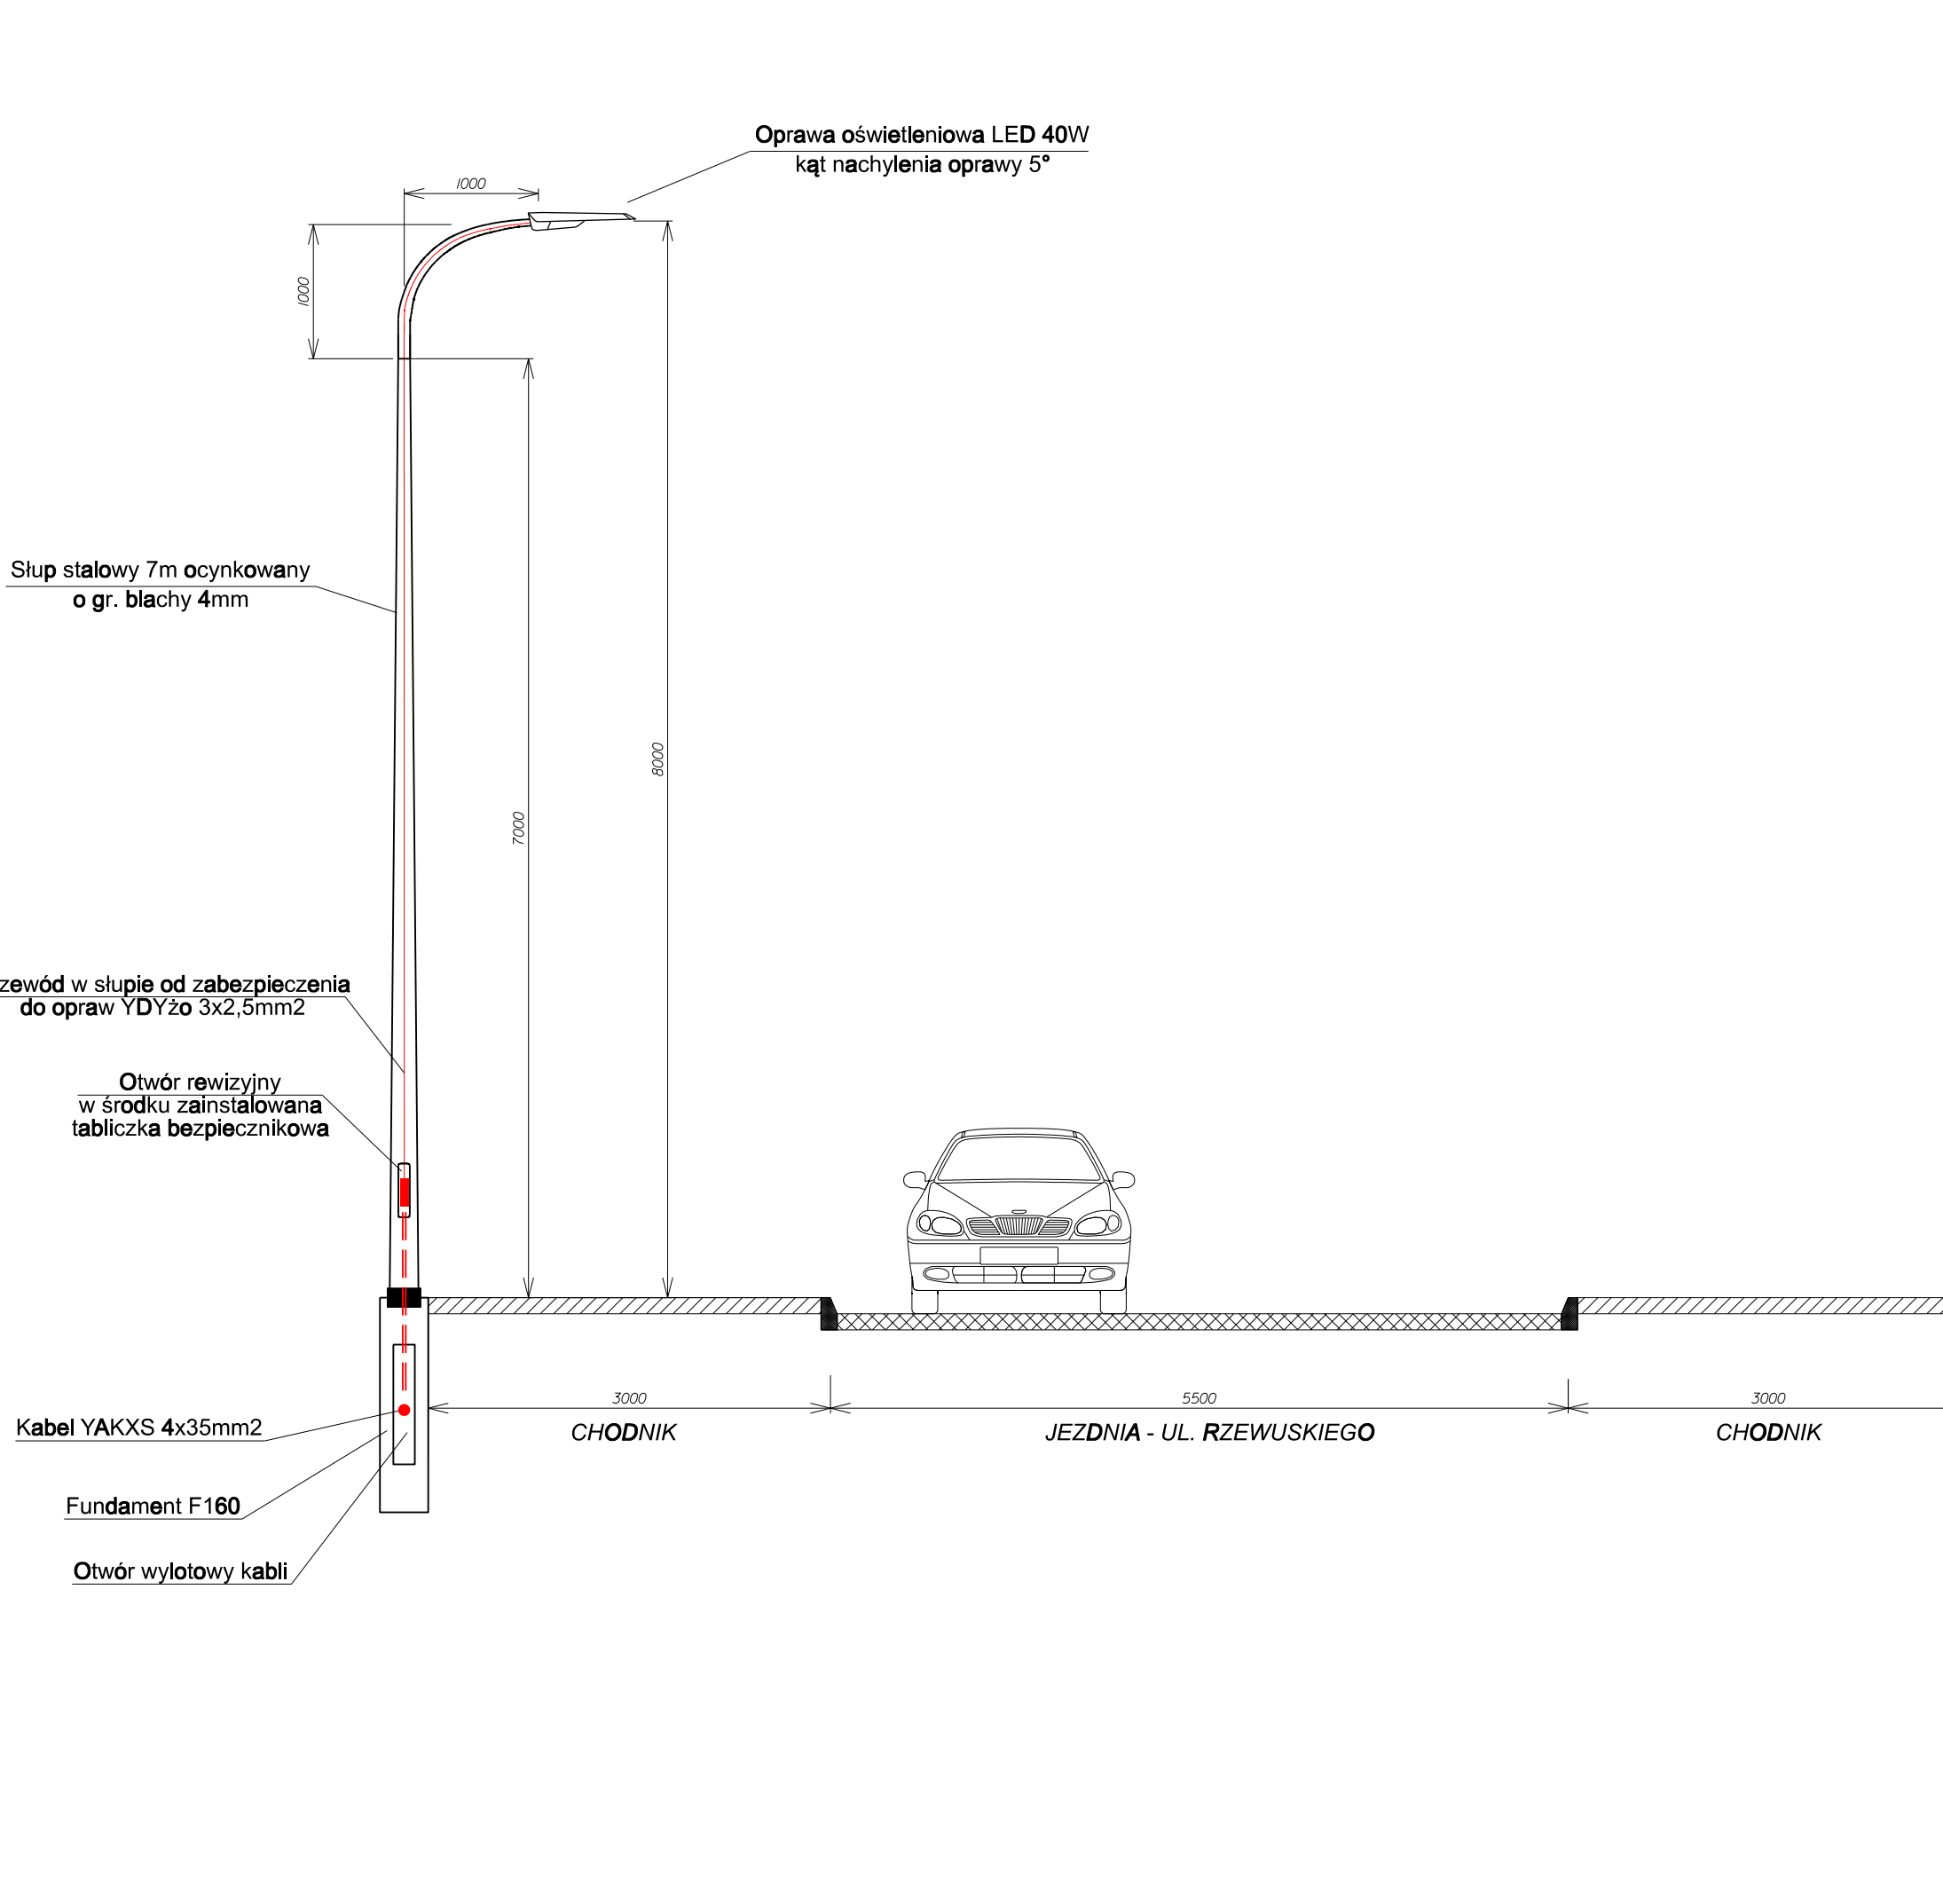 Oprawa oświetleniowa LED 40W
kąt nachylenia oprawy 5°
1000
1000
Słup stalowy 7m ocynkowany
o gr. blachy 4mm
8000
7000
zewód w słupie od zabezpieczenia
do opraw YDYżo 3x2,5mm2
Otwór rewizyjny
w środku zainstalowana
tabliczka bezpiecznikowa
3000
5500
3000
CHODNIK
JEZDNIA - UL. RZEWUSKIEGO
CHODNIK
Kabel YAKXS 4x35mm2
Fundament F160
Otwór wylotowy kabli